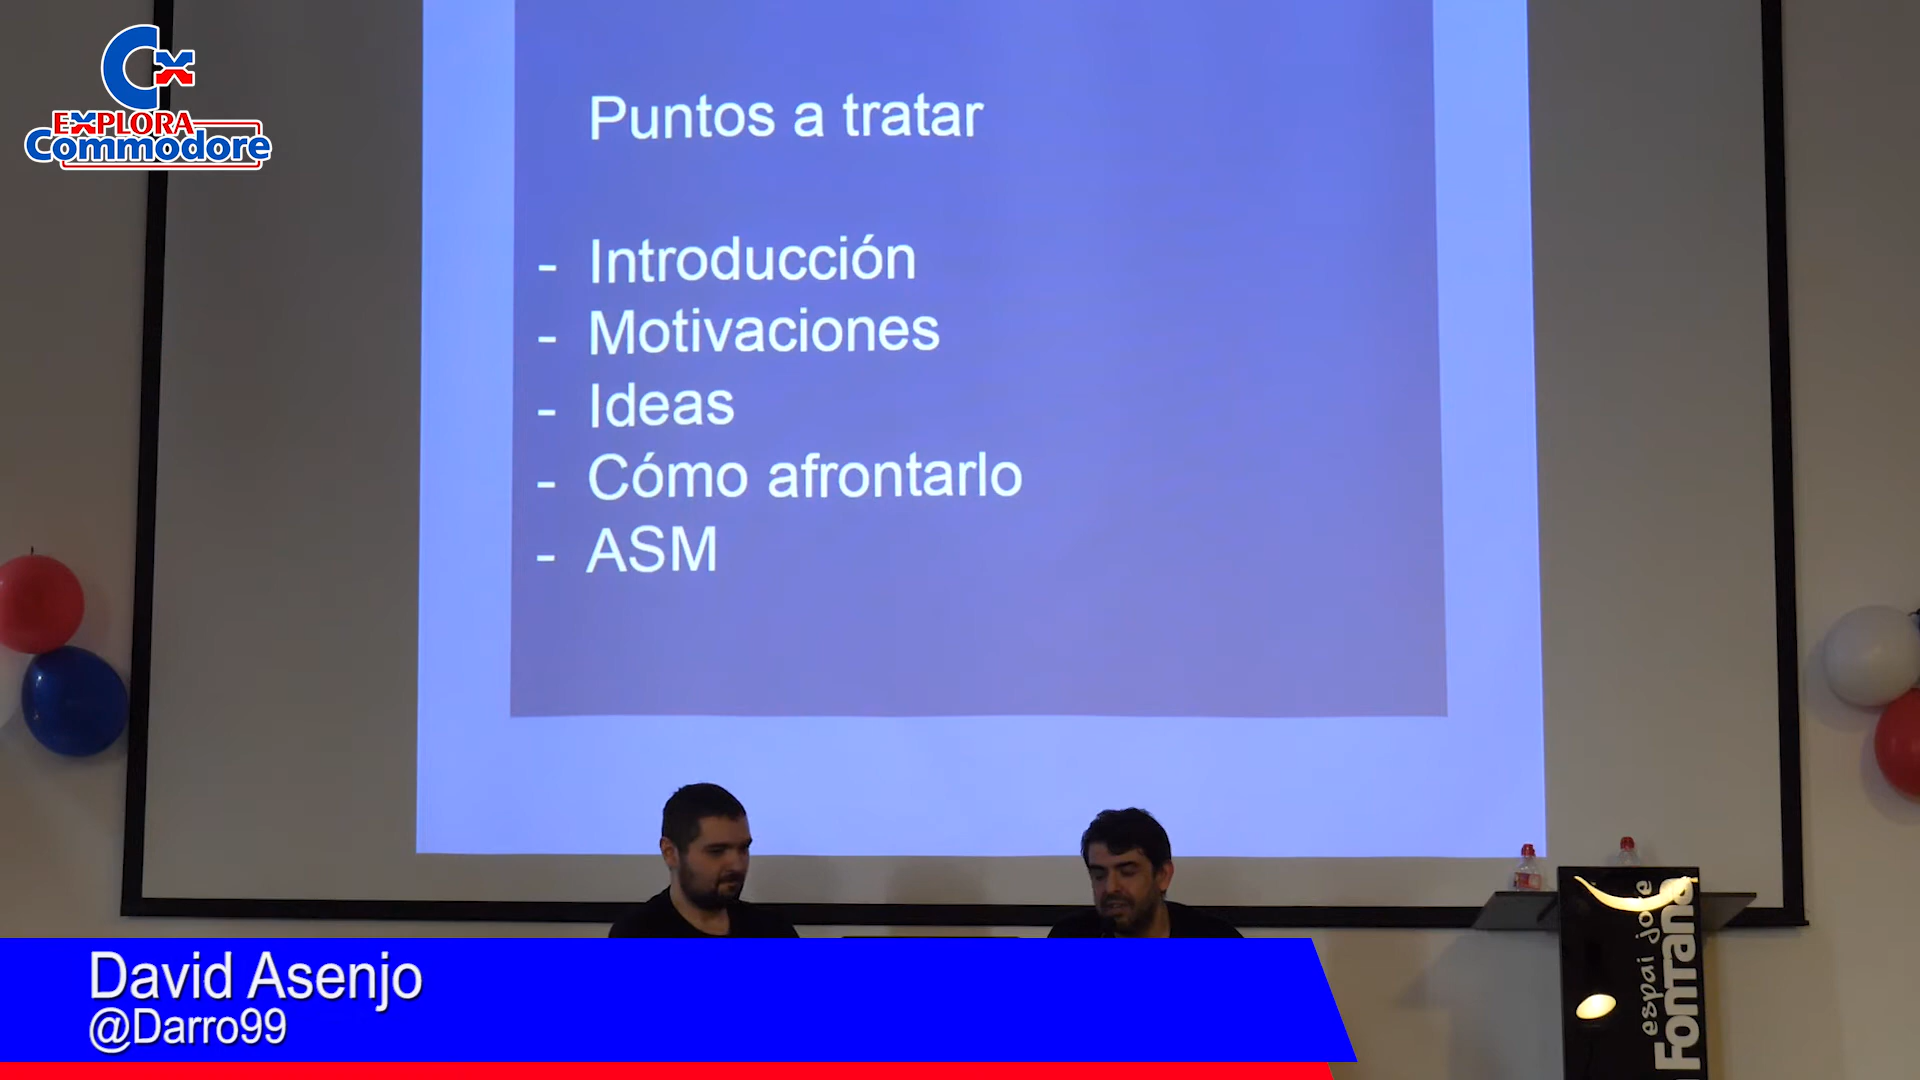 EXPLORA
Commodore
Puntos a tratar
- Introducción
- Motivaciones
- Ideas
- Cómo afrontarlo
- ASM
David Asenjo
@Darro99
espai jove
Fontana